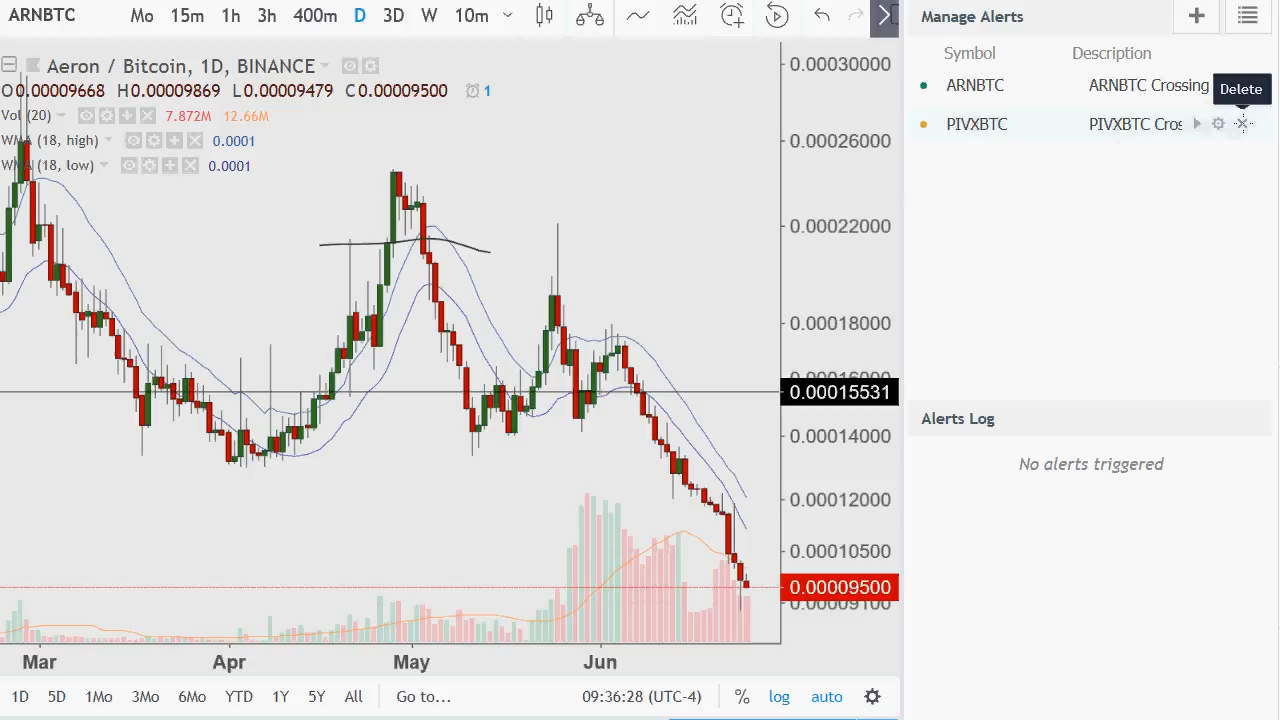 ARNBTC Mo 15m 1h 3h 400m D 3D W 10m
Aeron / Bitcoin, 1D, BINANCE
O0.00009668 H0.00009869 L0.00009479 C0.00009500 1
Vol (20) 7.872M 12.66M
WMA (18, high) 0.0001
WMA (18, low) 0.0001
0.00030000
0.00026000
0.00022000
0.00018000
0.00015531
0.00014000
0.00012000
0.00010500
0.00009500
0.00009100
Mar Apr May Jun
1D 5D 1Mo 3Mo 6Mo YTD 1Y 5Y All Go to... 09:36:28 (UTC-4) % log auto
Manage Alerts
Symbol Description
ARNBTC ARNBTC Crossing
Delete
PIVXBTC PIVXBTC Cros
Alerts Log
No alerts triggered